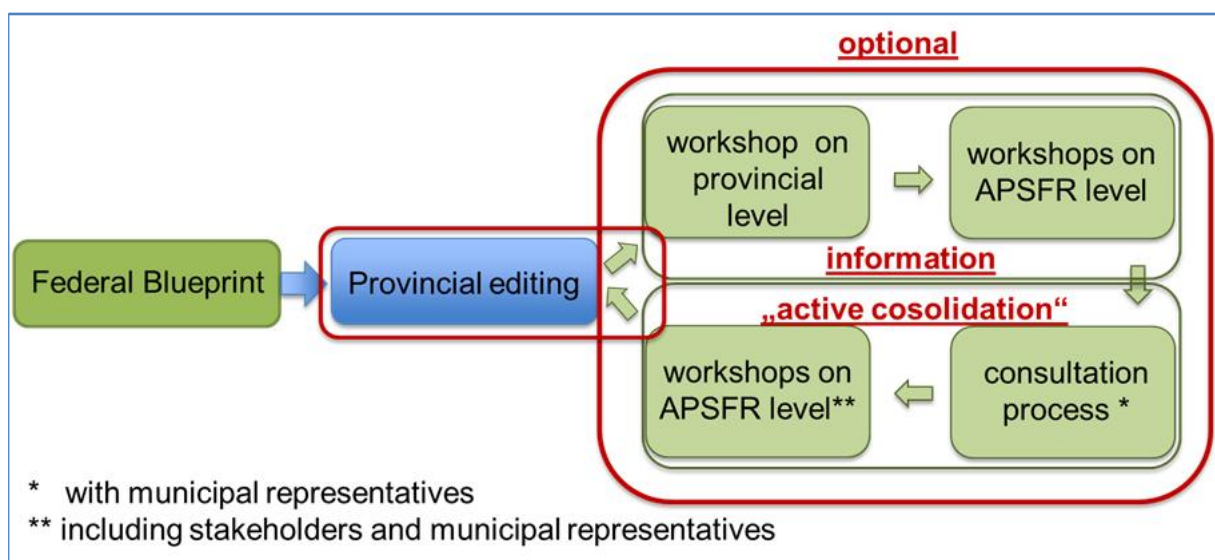 optional
workshop on
provincial
level
workshops on
APSFR level
information
Federal Blueprint
Provincial editing
„active cosolidation“
workshops on
APSFR level**
consultation
process *
* with municipal representatives
** including stakeholders and municipal representatives